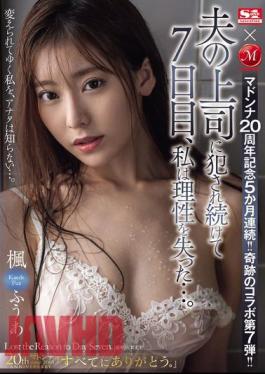 変えられてゆく私を、アナタは知らない…。
夫の上司に犯され続けて
7日目、私は理性を失った…。
S1
×
M
マドンナ20周年記念5か月連続!!奇跡のコラボ第7弾!!
楓
Kaede Fua
ふうあ
20th
すべてにありがとう。」